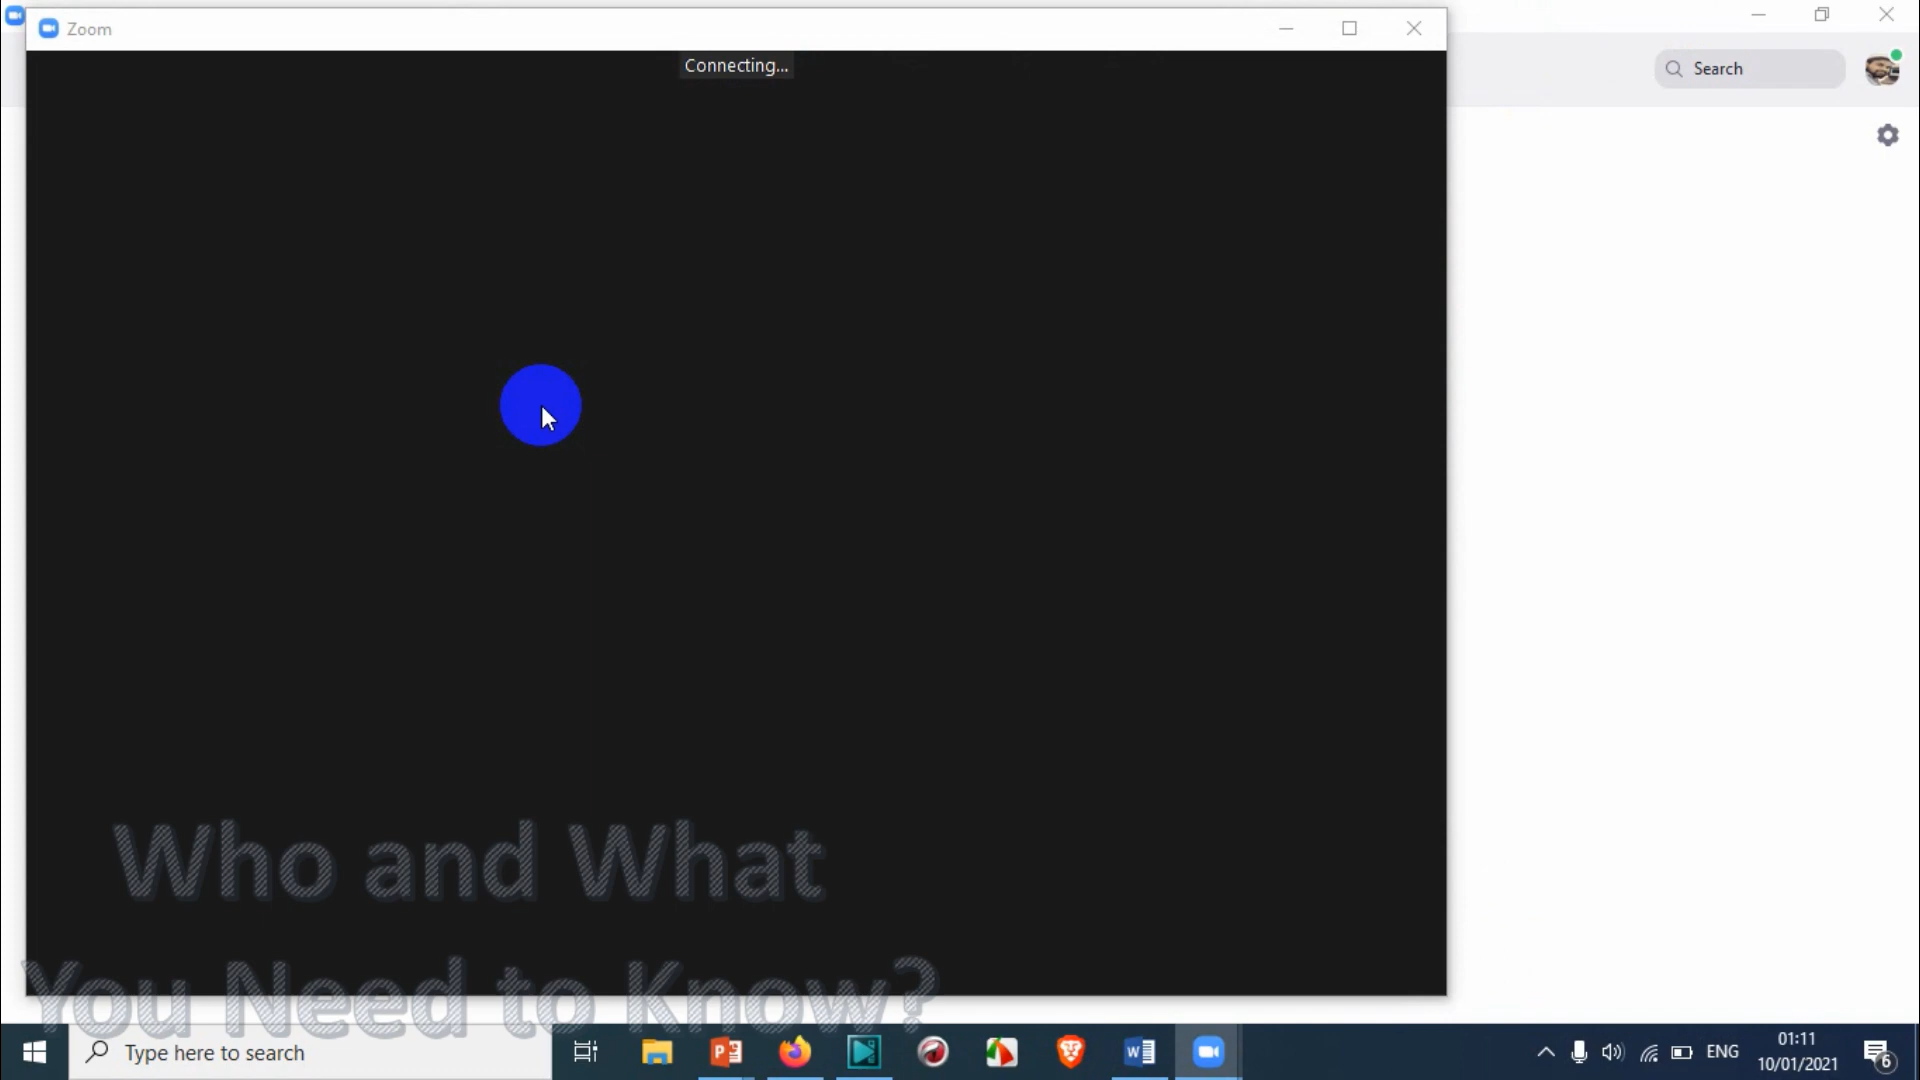 Zoom
Connecting...
Search
Who and What
You Need to Know?
Type here to search
ENG
01:11
10/01/2021
6